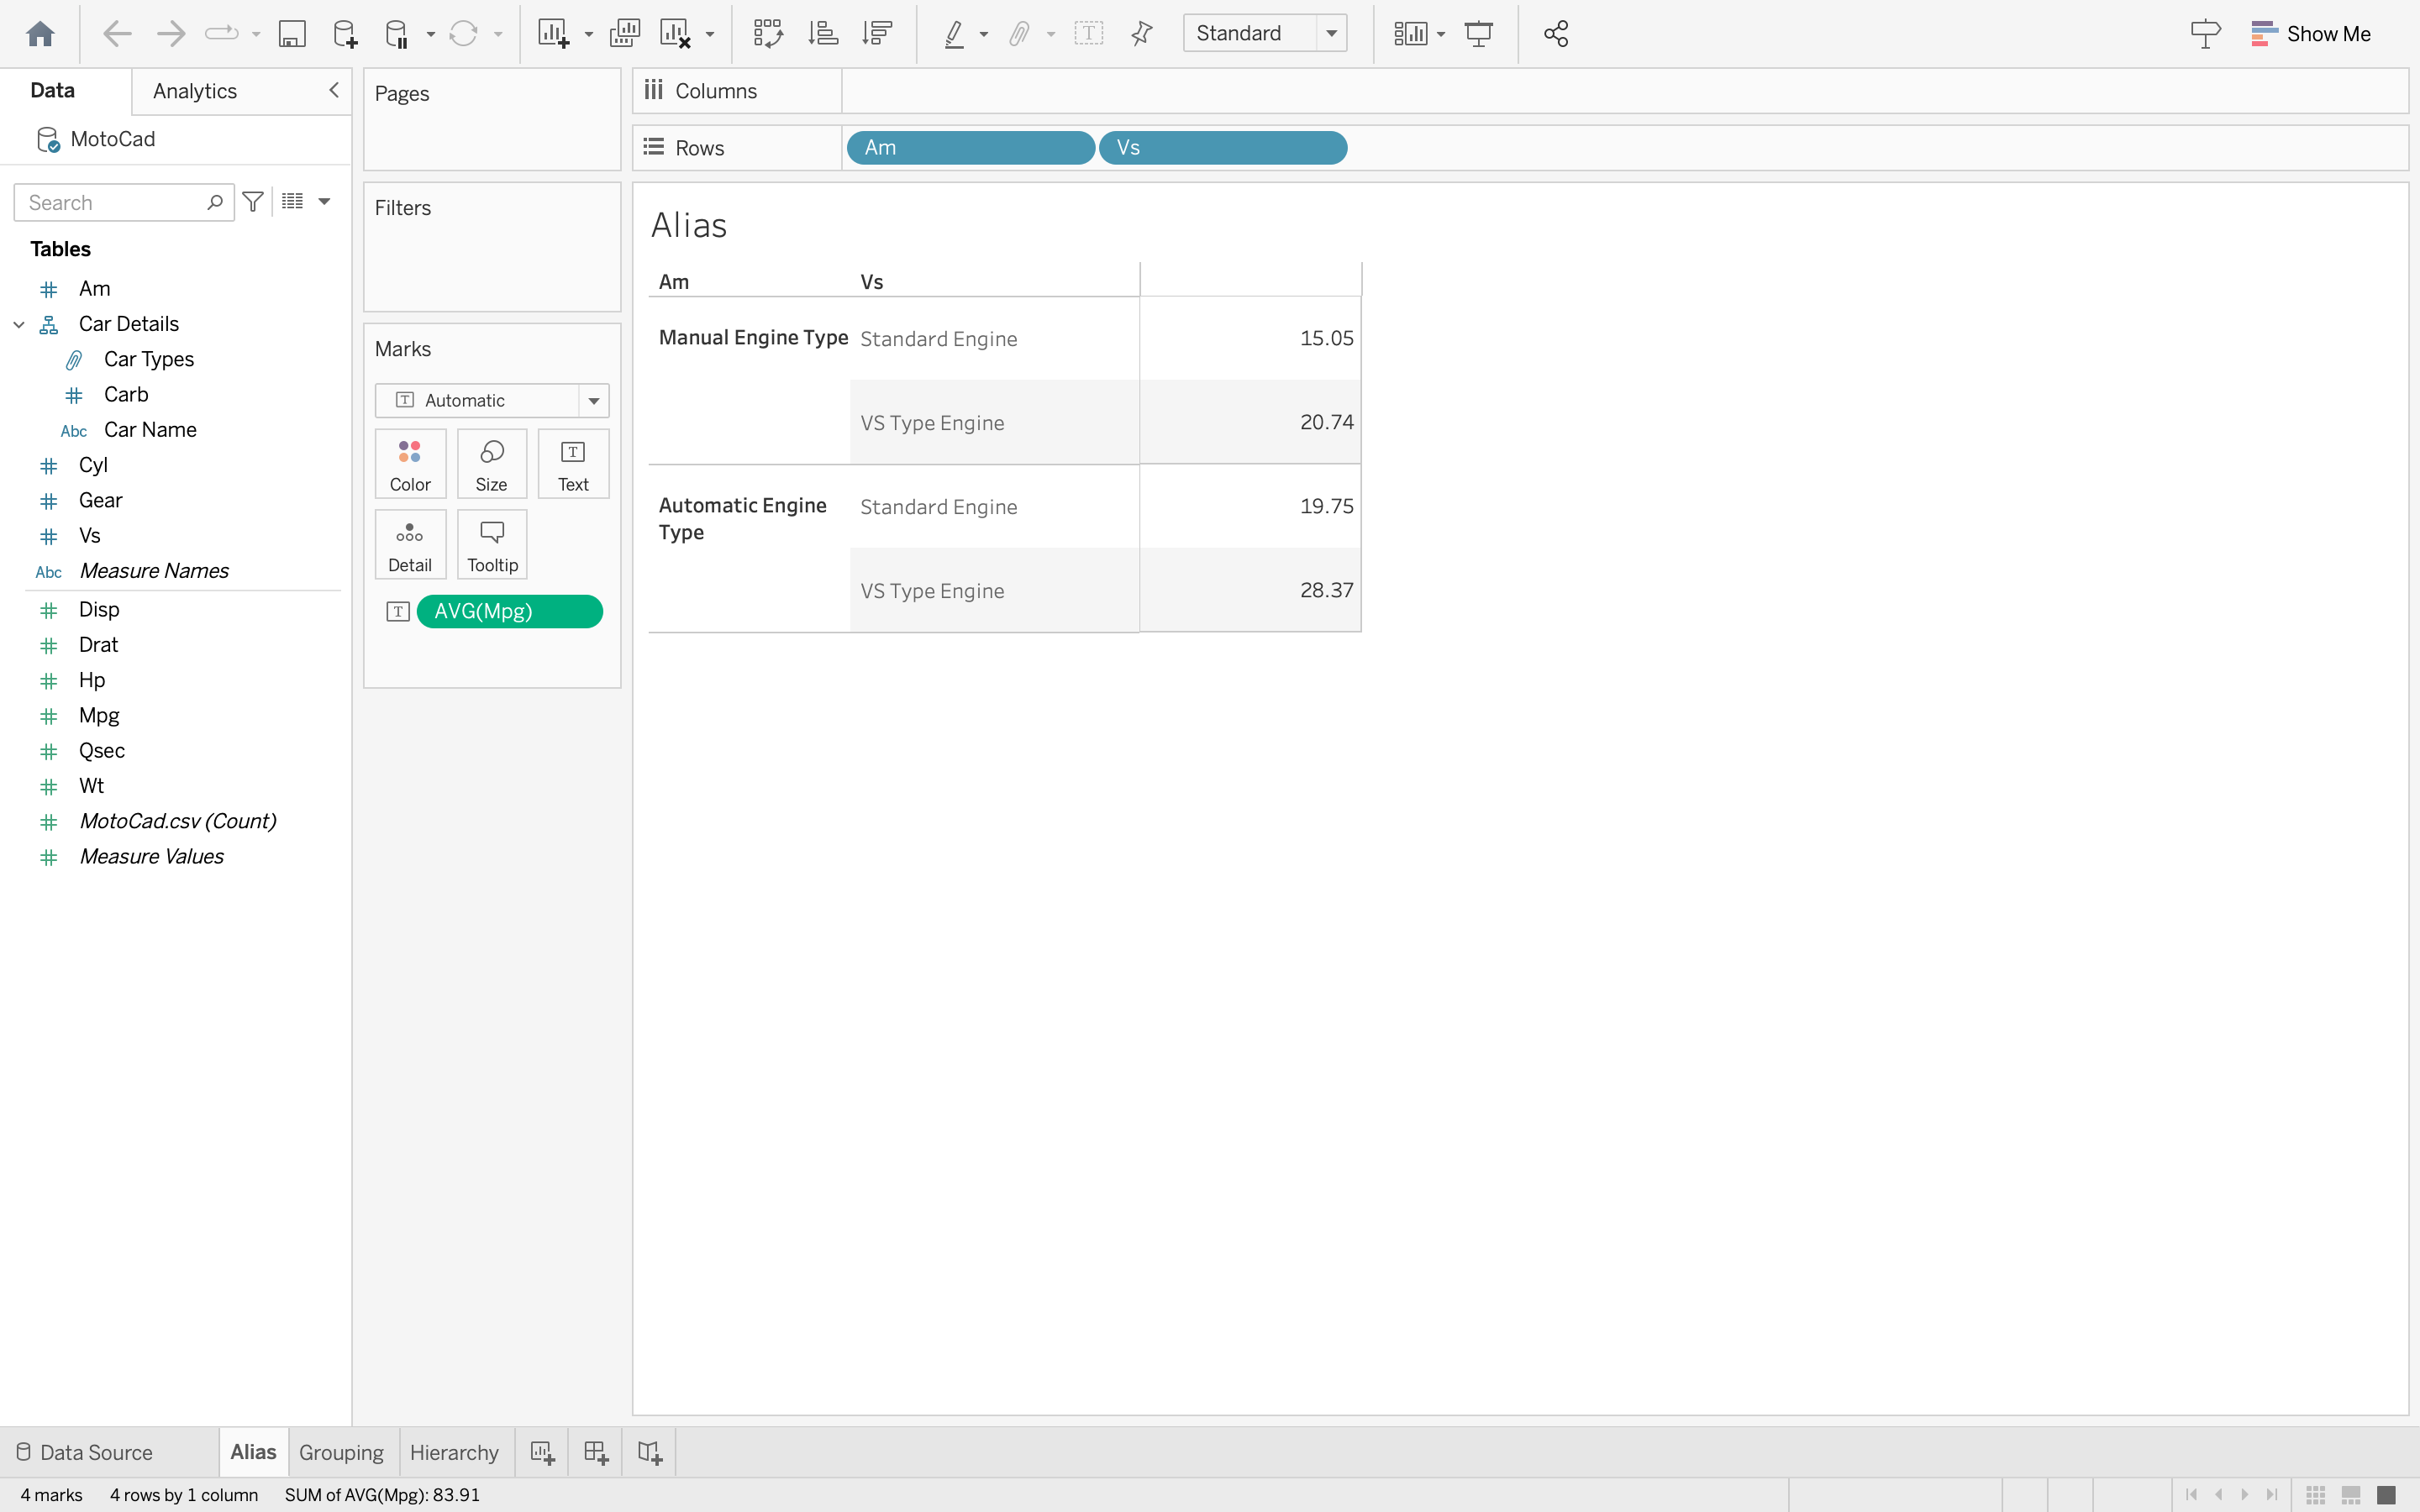 Standard
Show Me
Data
Analytics
MotoCad
Search
Tables
Am
Car Details
Car Types
Carb
Abc Car Name
Cyl
Gear
Vs
Abc Measure Names
Disp
Drat
Hp
Mpg
Qsec
Wt
MotoCad.csv (Count)
Measure Values
Pages
Filters
Marks
T Automatic
Color
Size
T Text
Detail
Tooltip
T AVG(Mpg)
Columns
Rows
Am
Vs
Alias
Am Vs
Manual Engine Type Standard Engine 15.05
VS Type Engine 20.74
Automatic Engine Type Standard Engine 19.75
VS Type Engine 28.37
Data Source
Alias
Grouping
Hierarchy
4 marks 4 rows by 1 column SUM of AVG(Mpg): 83.91